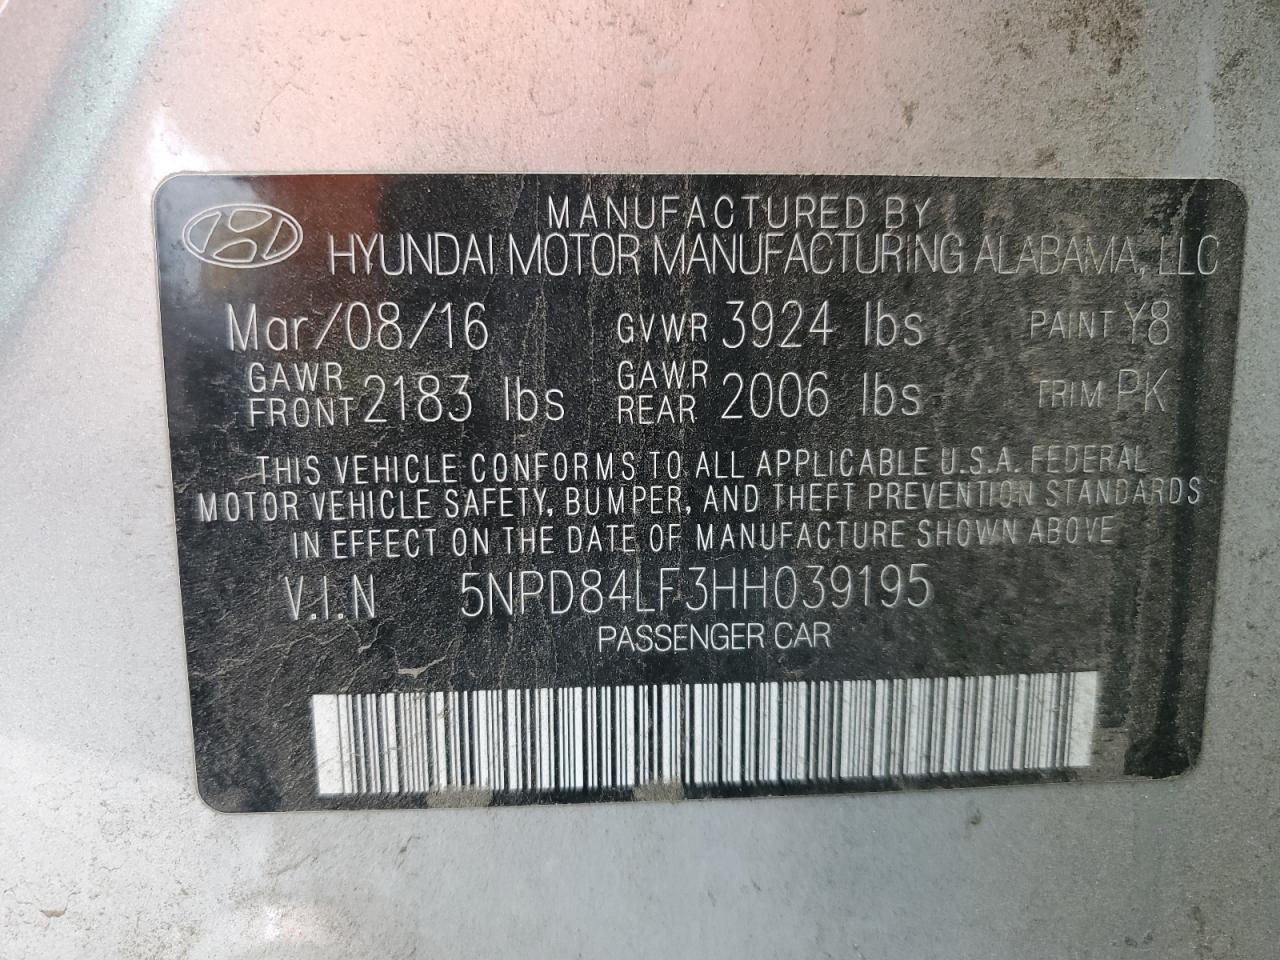 MANUFACTURED BY
HYUNDAI MOTOR MANUFACTURING ALABAMA, LLC
Mar/08/16 GVWR 3924 lbs PAINT Y8
GAWR FRONT 2183 lbs GAWR REAR 2006 lbs TRIM PK
THIS VEHICLE CONFORMS TO ALL APPLICABLE U.S.A. FEDERAL
MOTOR VEHICLE SAFETY, BUMPER, AND THEFT PREVENTION STANDARDS
IN EFFECT ON THE DATE OF MANUFACTURE SHOWN ABOVE
V.I.N 5NPD84LF3HH039195
PASSENGER CAR